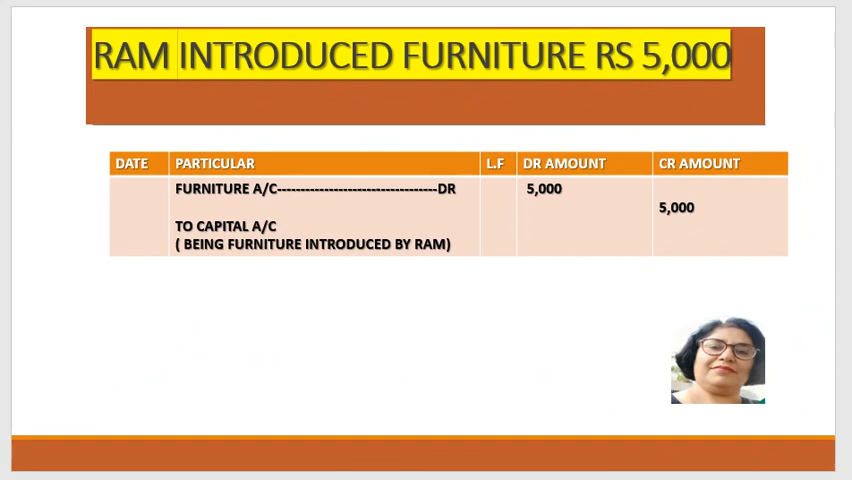 RAM INTRODUCED FURNITURE RS 5,000
DATE PARTICULAR L.F DR AMOUNT CR AMOUNT
FURNITURE A/C-----------------------------------DR 5,000
5,000
TO CAPITAL A/C
( BEING FURNITURE INTRODUCED BY RAM)